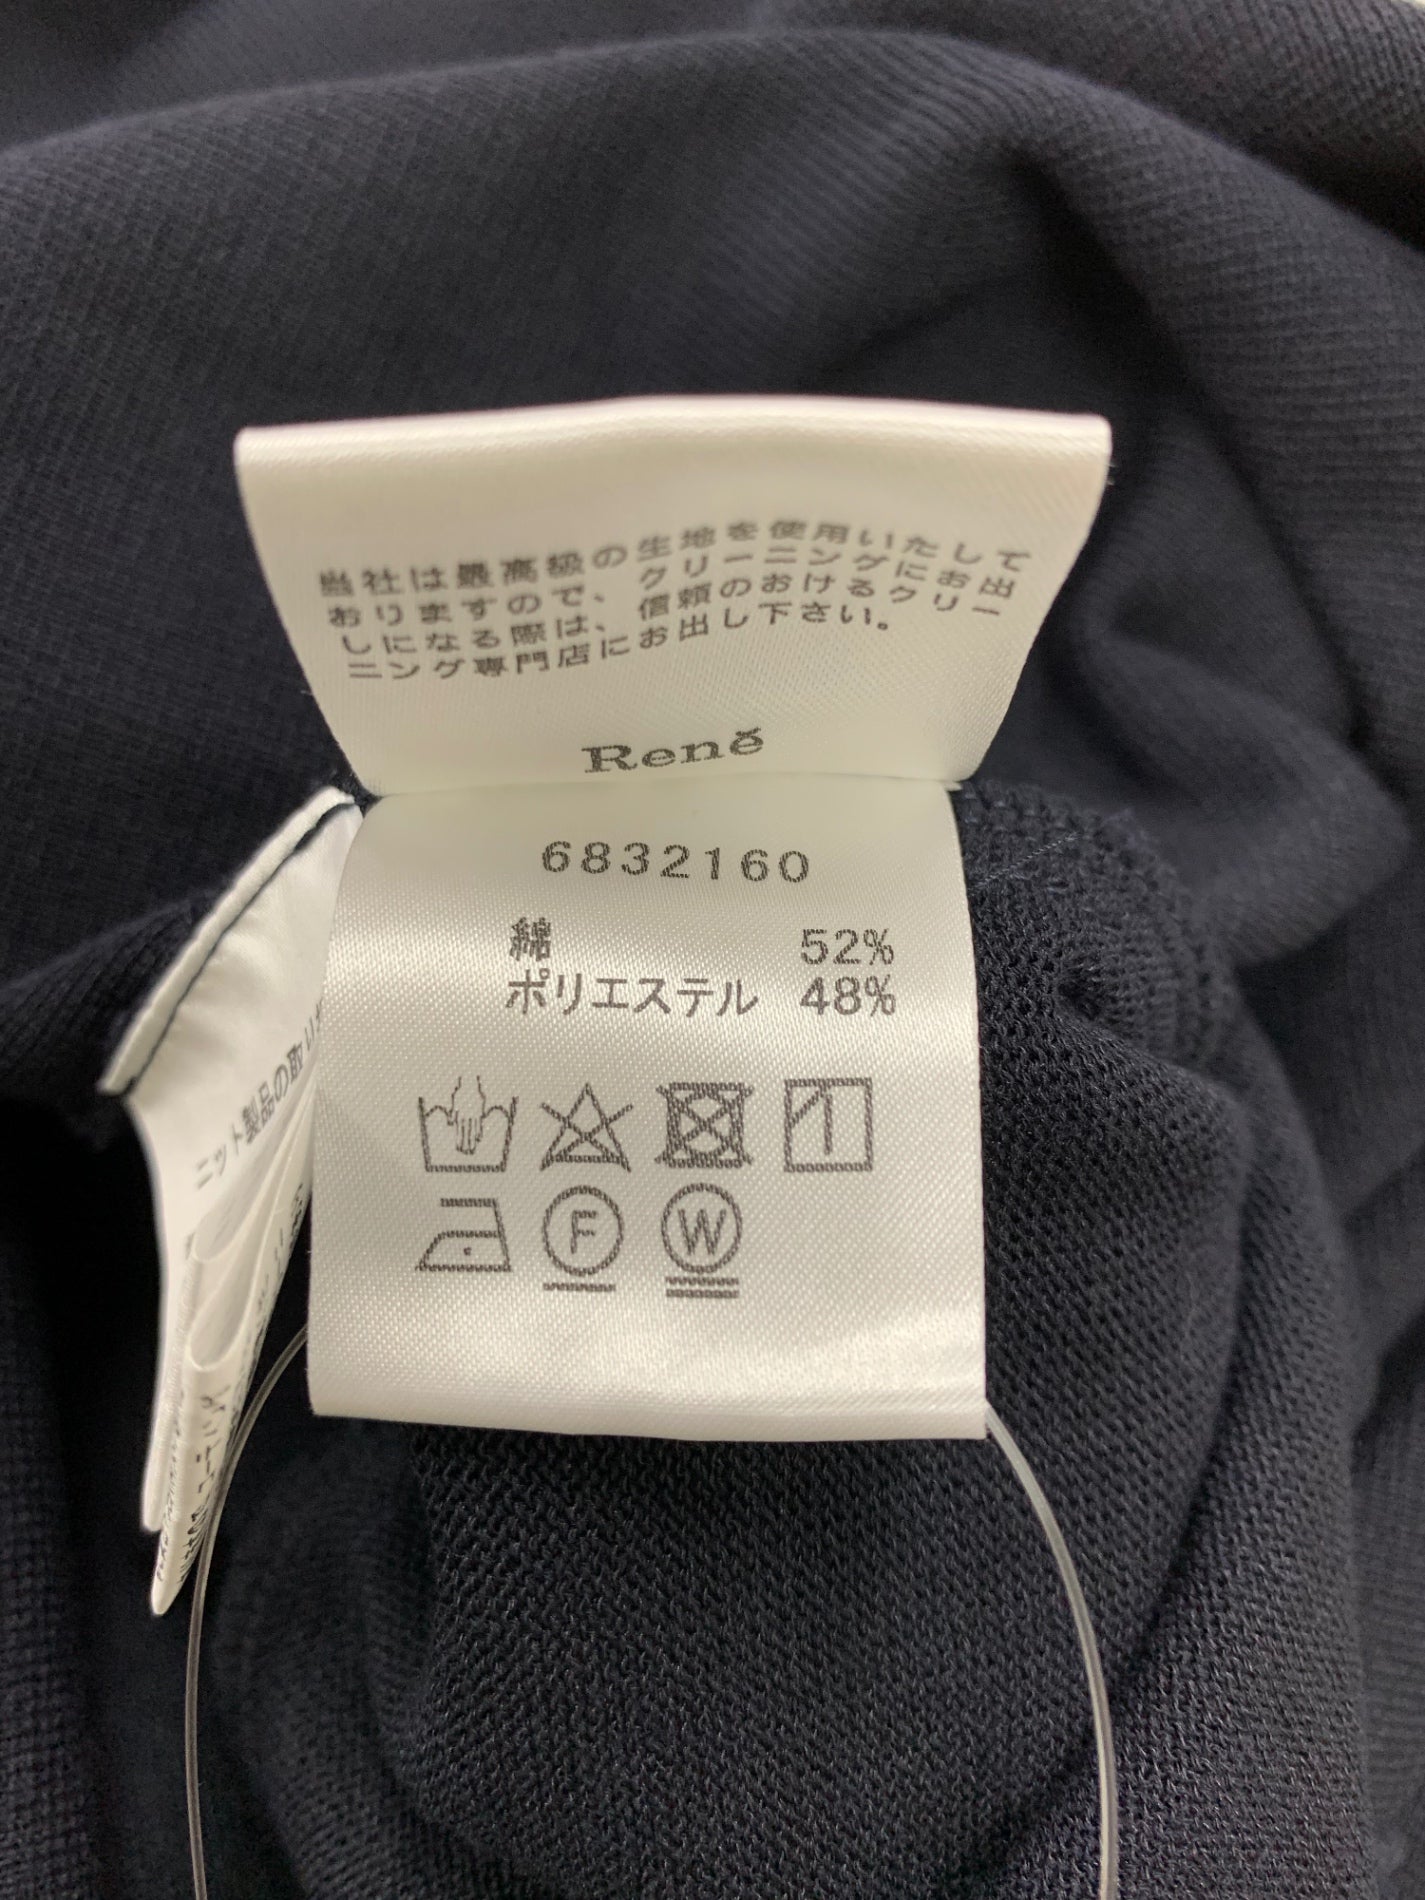 当社は最高級の生地を使用いたして
おりますので、クリーニングにお出
しになる際は、信頼のおけるクリー
ニング専門店にお出し下さい。
René
6832160
綿 52%
ポリエステル 48%
F
W
ニット製品の取り